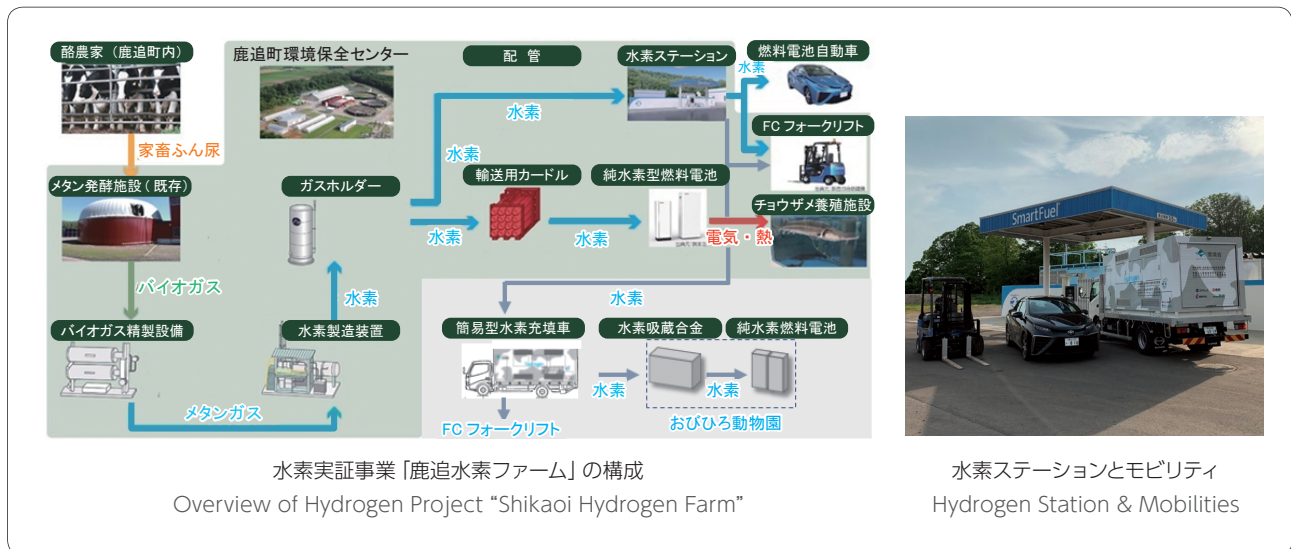 酪農家（鹿追町内）
鹿追町環境保全センター
配 管
水素ステーション
燃料電池自動車
水素
水素
FC フォークリフト
家畜ふん尿
水素
メタン発酵施設 ( 既存 )
ガスホルダー
輸送用カードル
純水素型燃料電池
チョウザメ養殖施設
水素
水素
電気・熱
バイオガス
水素
水素
バイオガス精製設備
水素製造装置
簡易型水素充填車
水素吸蔵合金
純水素燃料電池
水素
水素
メタンガス
FC フォークリフト
おびひろ動物園
水素実証事業「鹿追水素ファーム」の構成
Overview of Hydrogen Project “Shikaoi Hydrogen Farm”
SmartFuel
水素ステーションとモビリティ
Hydrogen Station & Mobilities